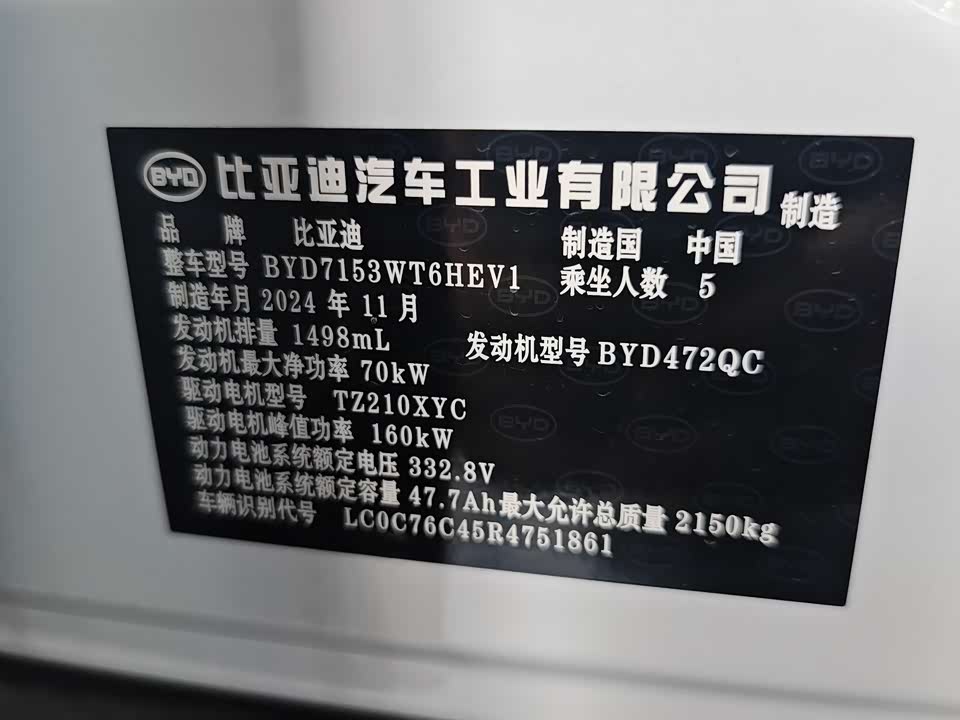 BYD 比亚迪汽车工业有限公司 制造
品 牌 比亚迪 制造国 中国
整车型号 BYD7153WT6HEV1 乘坐人数 5
制造年月 2024 年 11 月
发动机排量 1498mL 发动机型号 BYD472QC
发动机最大净功率 70kW
驱动电机型号 TZ210XYC
驱动电机峰值功率 160kW
动力电池系统额定电压 332.8V
动力电池系统额定容量 47.7Ah 最大允许总质量 2150kg
车辆识别代号 LC0C76C45R4751861